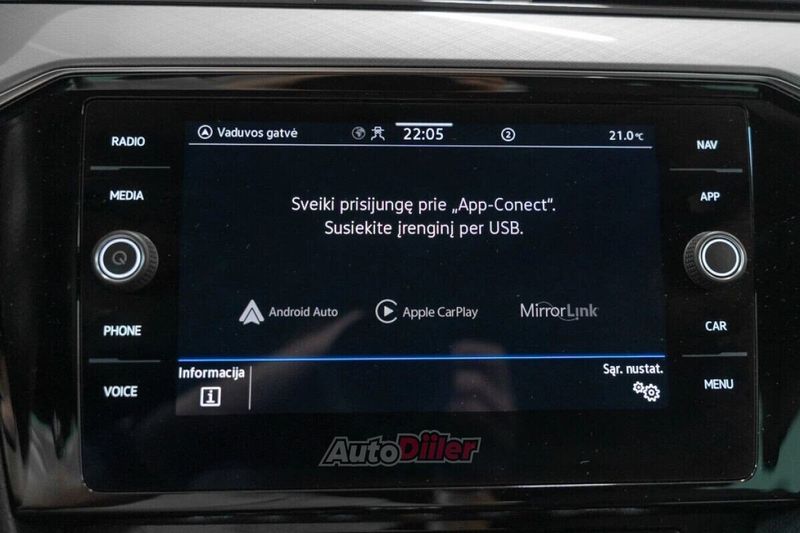 RADIO
MEDIA
PHONE
VOICE
Vaduvos gatvė 22:05 2 21.0°C
Sveiki prisijungę prie „App-Conect“.
Susiekite įrenginį per USB.
Android Auto Apple CarPlay MirrorLink
Informacija Sąr. nustat.
i
NAV
APP
CAR
MENU
AutoDiiler